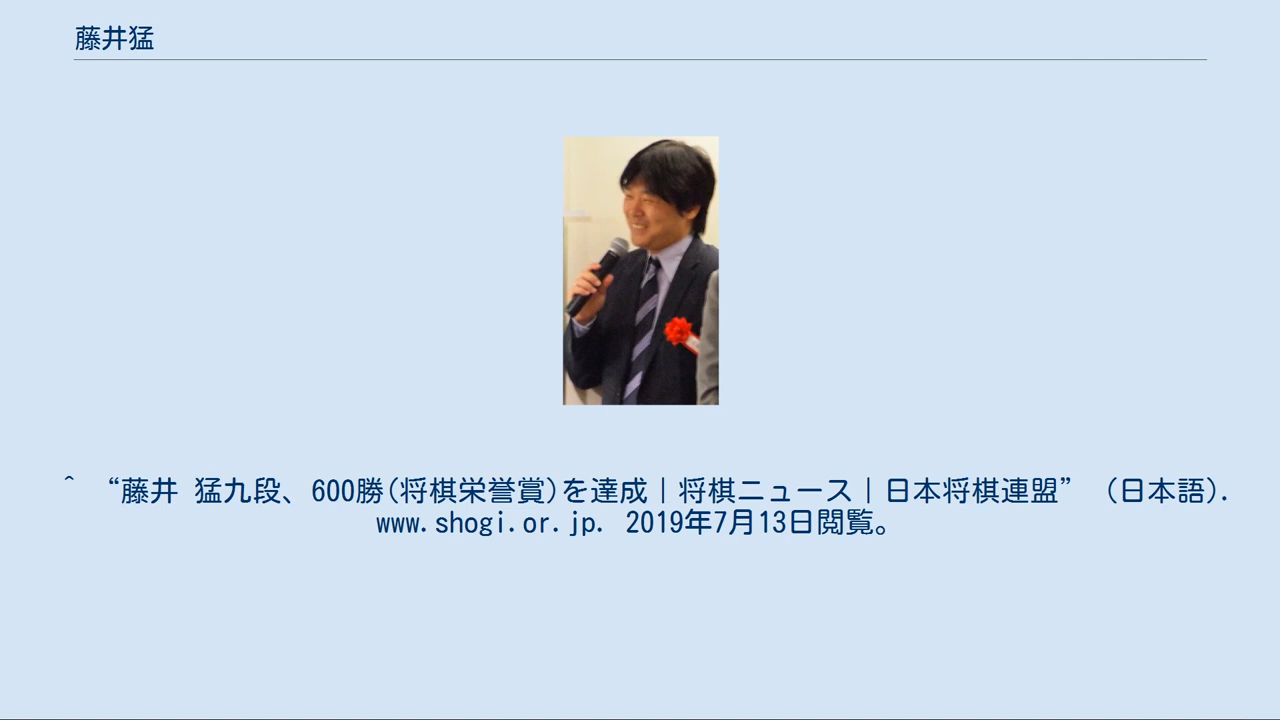 藤井猛
^ “藤井 猛九段、600勝(将棋栄誉賞)を達成|将棋ニュース|日本将棋連盟” (日本語).
www.shogi.or.jp. 2019年7月13日閲覧。